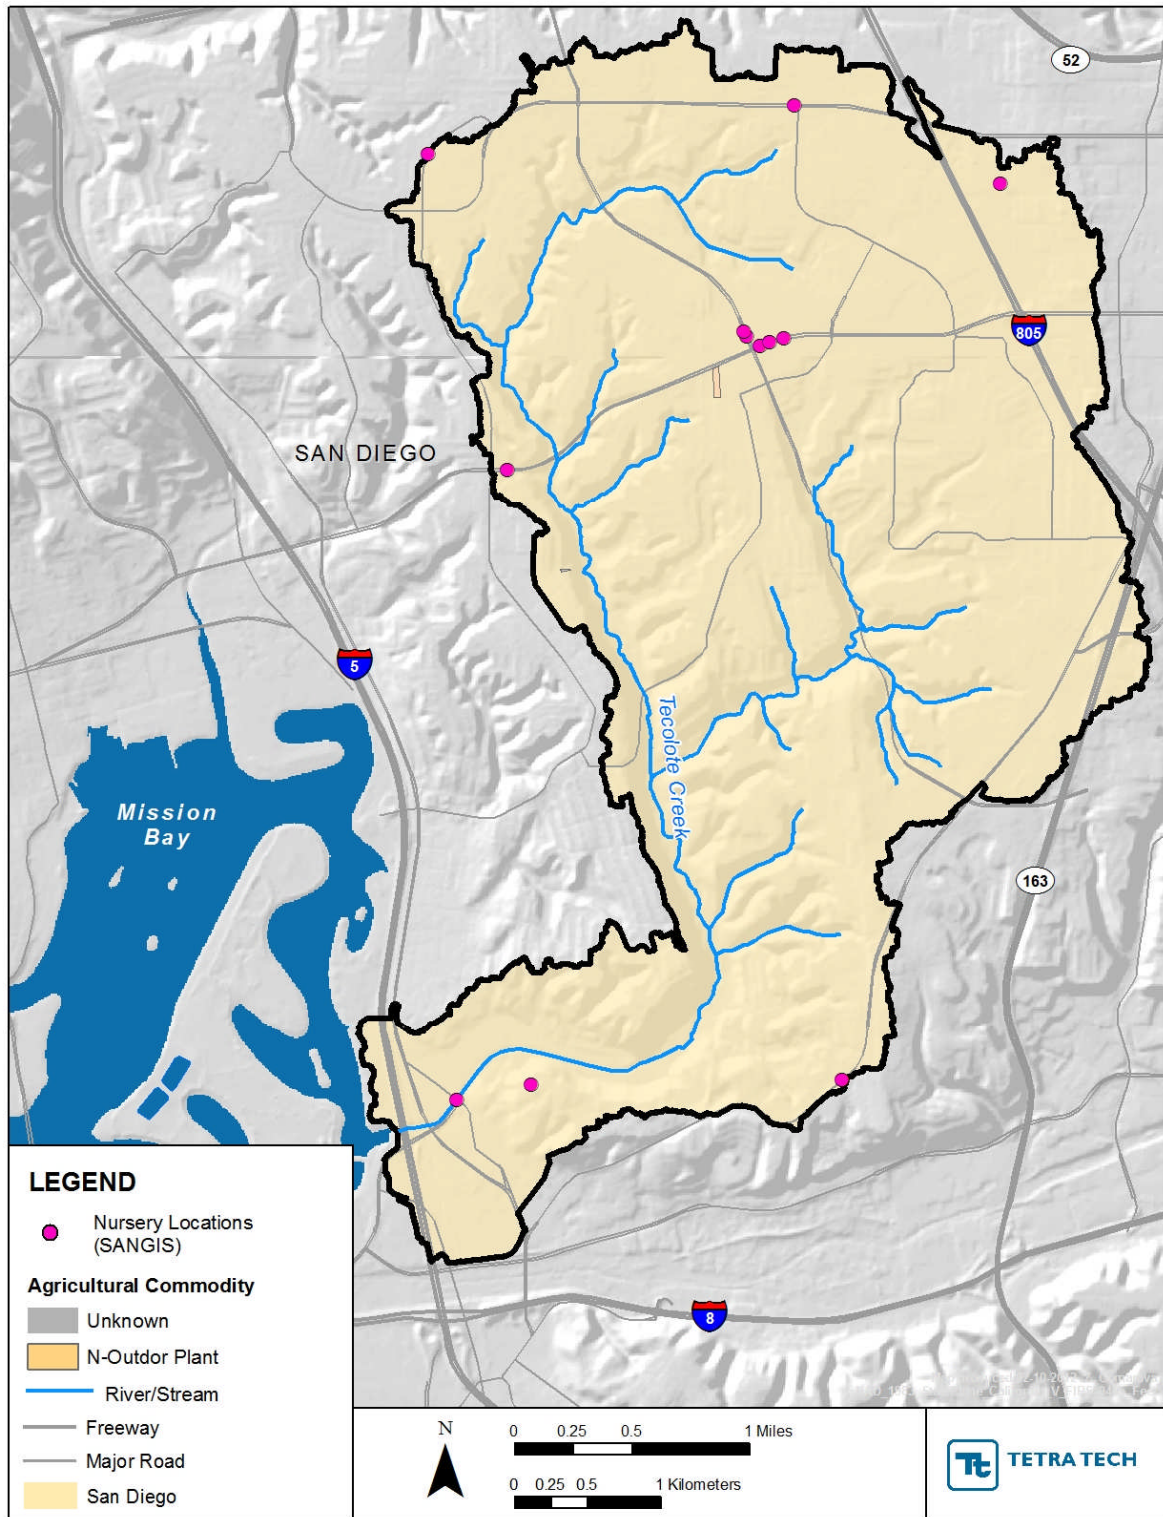 52
805
SAN DIEGO
5
Tecolote Creek
Mission
Bay
163
8
LEGEND
Nursery Locations
(SANGIS)
Agricultural Commodity
Unknown
N-Outdor Plant
River/Stream
Freeway
Major Road
San Diego
N
0 0.25 0.5 1 Miles
0 0.25 0.5 1 Kilometers
Tt
TETRA TECH